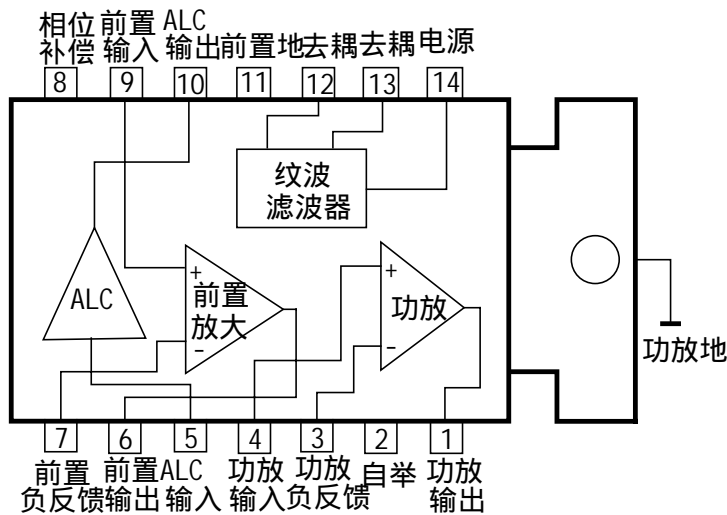 相位 前置 ALC
补偿 输入 输出 前置地 去耦 去耦 电源
8 9 10 11 12 13 14
纹波
滤波器
ALC
+
前置
放大
-
+
功放
-
功放地
7 6 5 4 3 2 1
前置 前置 ALC 功放 功放 自举 功放
负反馈 输出 输入 输入 负反馈 输出